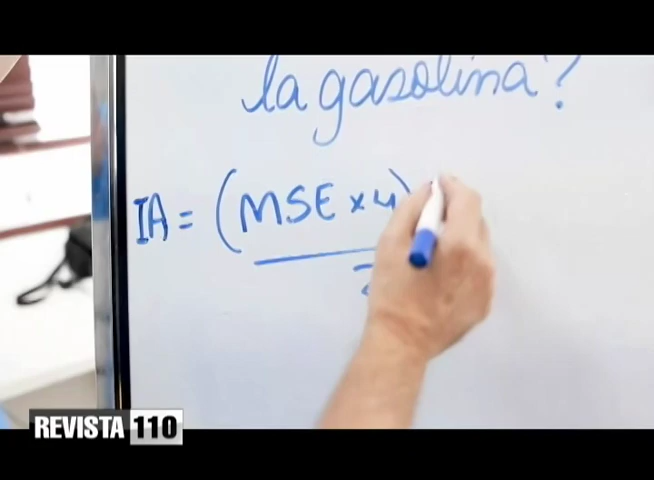 la gasolina?
IA = (MSE x 4)
REVISTA 110